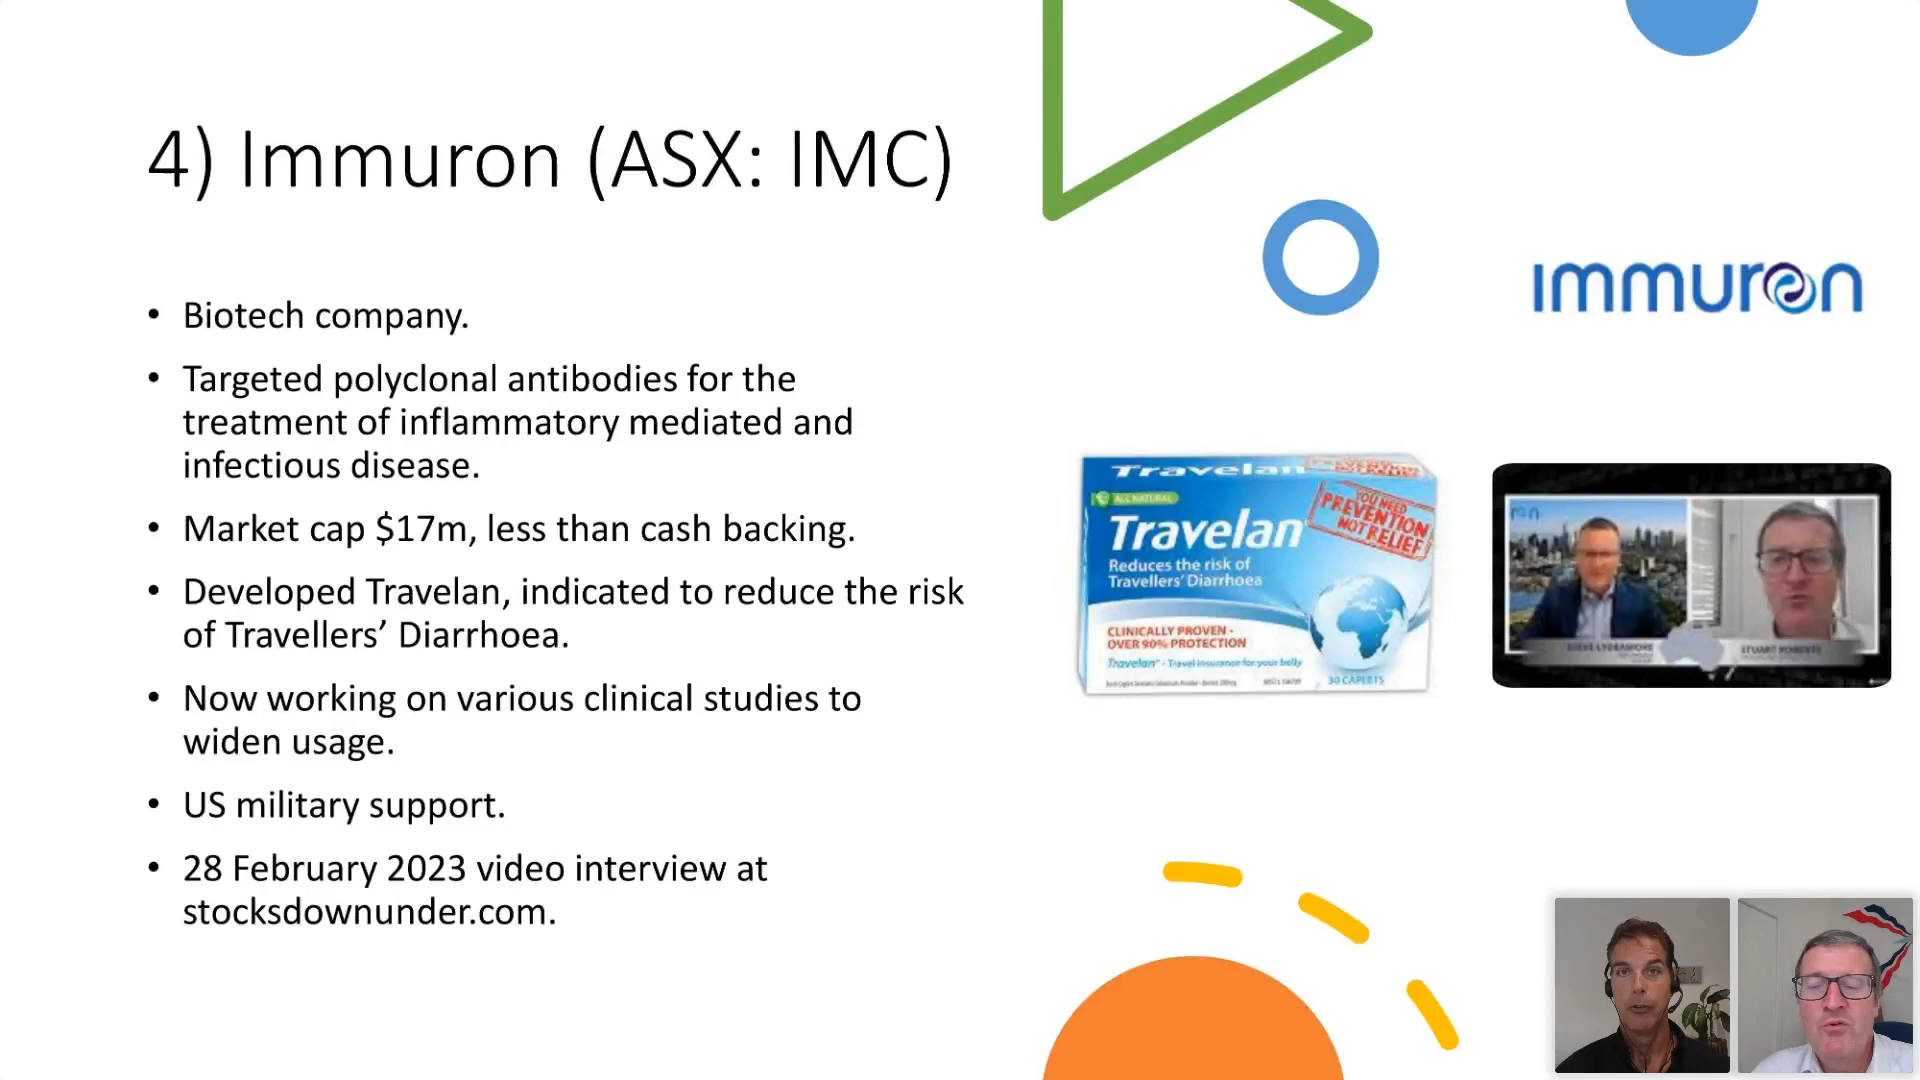 4) Immuron (ASX: IMC)
• Biotech company.
• Targeted polyclonal antibodies for the
treatment of inflammatory mediated and
infectious disease.
• Market cap $17m, less than cash backing.
• Developed Travelan, indicated to reduce the risk
of Travellers’ Diarrhoea.
• Now working on various clinical studies to
widen usage.
• US military support.
• 28 February 2023 video interview at
stocksdownunder.com.
immuron
Travelan
ALL NATURAL
YOU NEED
PREVENTION
NOT RELIEF
Travelan
Reduces the risk of
Travellers’ Diarrhoea
CLINICALLY PROVEN -
OVER 90% PROTECTION
Travelan® - Travel insurance for your belly
30 CAPLETS
STUART ROBERTS